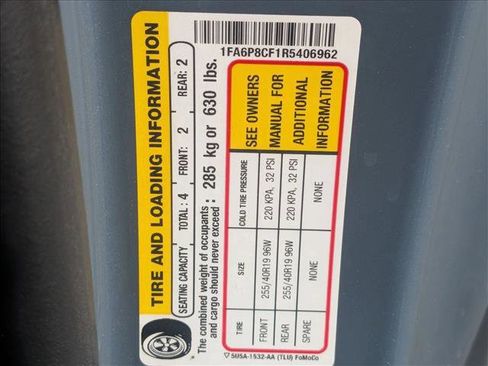 TIRE AND LOADING INFORMATION
SEATING CAPACITY TOTAL: 4 FRONT: 2 REAR: 2
The combined weight of occupants
and cargo should never exceed: 285 kg or 630 lbs.
TIRE SIZE COLD TIRE PRESSURE
FRONT 255/40R19 96W 220 KPA, 32 PSI
REAR 255/40R19 96W 220 KPA, 32 PSI
SPARE NONE NONE
SEE OWNERS
MANUAL FOR
ADDITIONAL
INFORMATION
5USA-1532-AA (TLU) FoMoCo
1FA6P8CF1R5406962